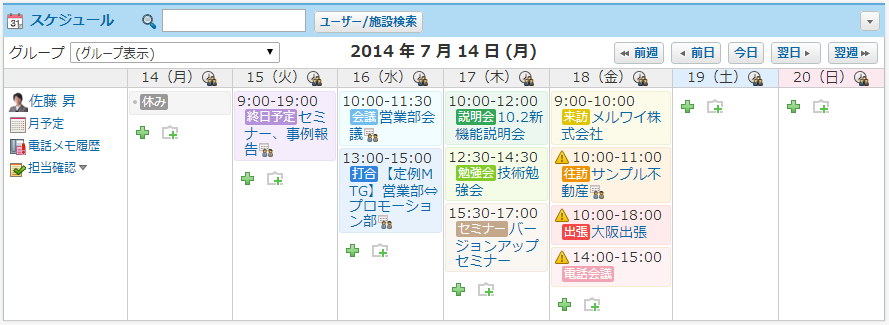 スケジュール ユーザー/施設検索
グループ (グループ表示) 2014 年 7 月 14 日 (月) 前週 前日 今日 翌日 翌週
14（月） 15（火） 16（水） 17（木） 18（金） 19（土） 20（日）
佐藤 昇
月予定
電話メモ履歴
担当確認
休み
9:00-19:00
終日予定 セミ
ナー、事例報
告
10:00-11:30
会議 営業部会
議
13:00-15:00
打合 【定例M
TG】営業部⇔
プロモーショ
ン部
10:00-12:00
説明会 10.2新
機能説明会
12:30-14:30
勉強会 技術勉
強会
15:30-17:00
セミナー バー
ジョンアップ
セミナー
9:00-10:00
来訪 メルワイ株
式会社
10:00-11:00
往訪 サンプル不
動産
10:00-18:00
出張 大阪出張
14:00-15:00
電話会議